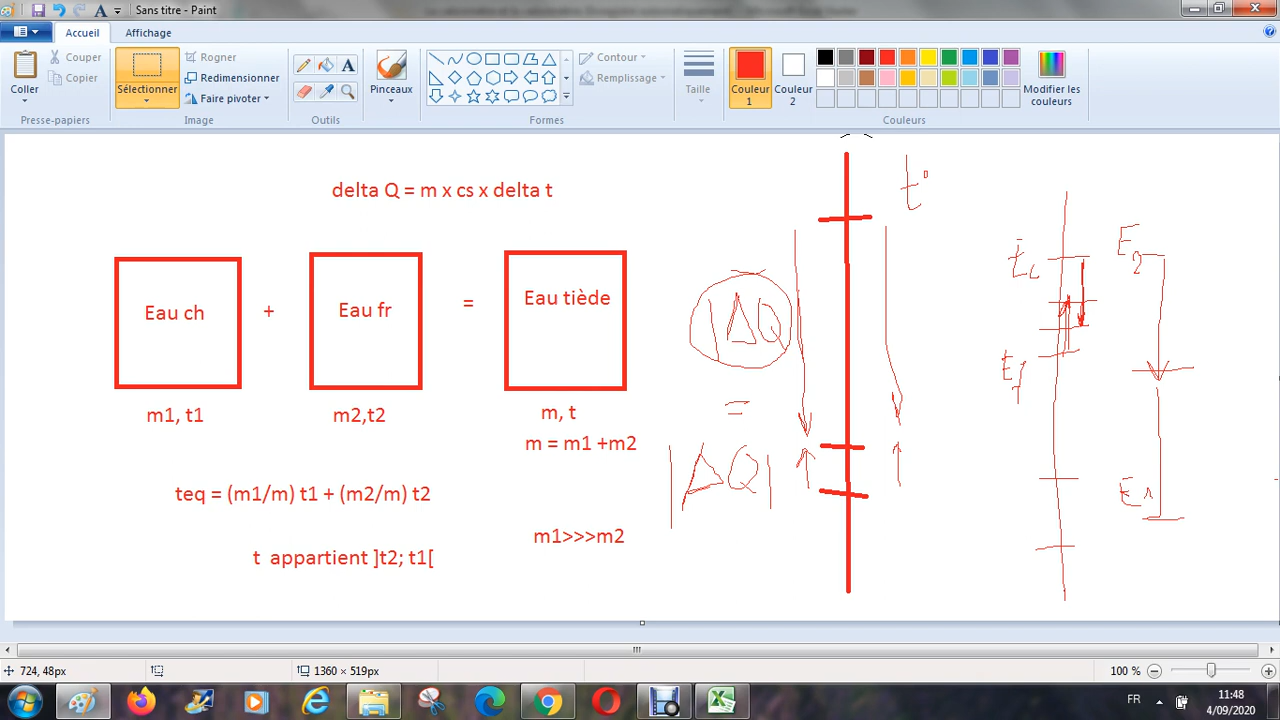 Sans titre - Paint
Accueil
Affichage
Coller
Couper
Copier
Presse-papiers
Sélectionner
Rogner
Redimensionner
Faire pivoter
Image
Outils
Pinceaux
Contour
Remplissage
Formes
Taille
Couleur 1
Couleur 2
Modifier les couleurs
Couleurs
delta Q = m x cs x delta t
Eau ch
+
Eau fr
=
Eau tiède
m1, t1
m2,t2
m, t
m = m1 +m2
teq = (m1/m) t1 + (m2/m) t2
m1>>>m2
t appartient ]t2; t1[
t°
|ΔQ
=
|ΔQ|
724, 48px
1360 × 519px
100 %
FR
11:48
4/09/2020